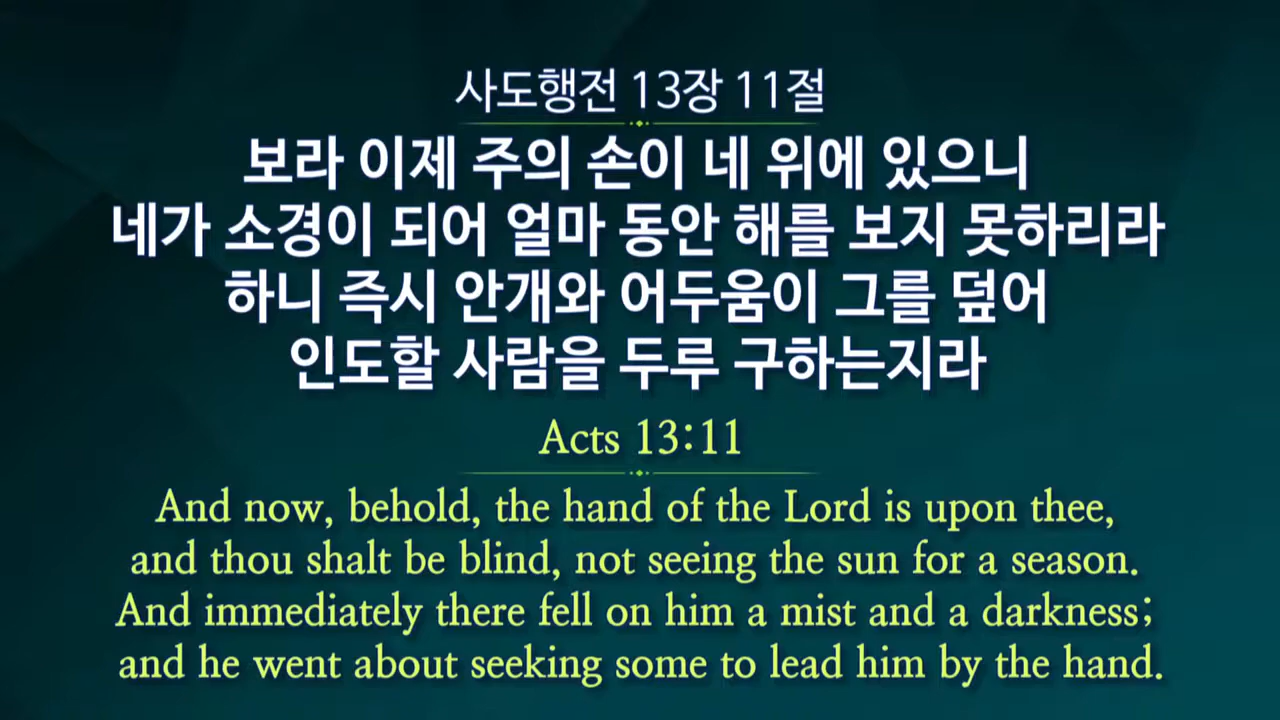 사도행전 13장 11절
보라 이제 주의 손이 네 위에 있으니
네가 소경이 되어 얼마 동안 해를 보지 못하리라
하니 즉시 안개와 어두움이 그를 덮어
인도할 사람을 두루 구하는지라
Acts 13:11
And now, behold, the hand of the Lord is upon thee,
and thou shalt be blind, not seeing the sun for a season.
And immediately there fell on him a mist and a darkness;
and he went about seeking some to lead him by the hand.